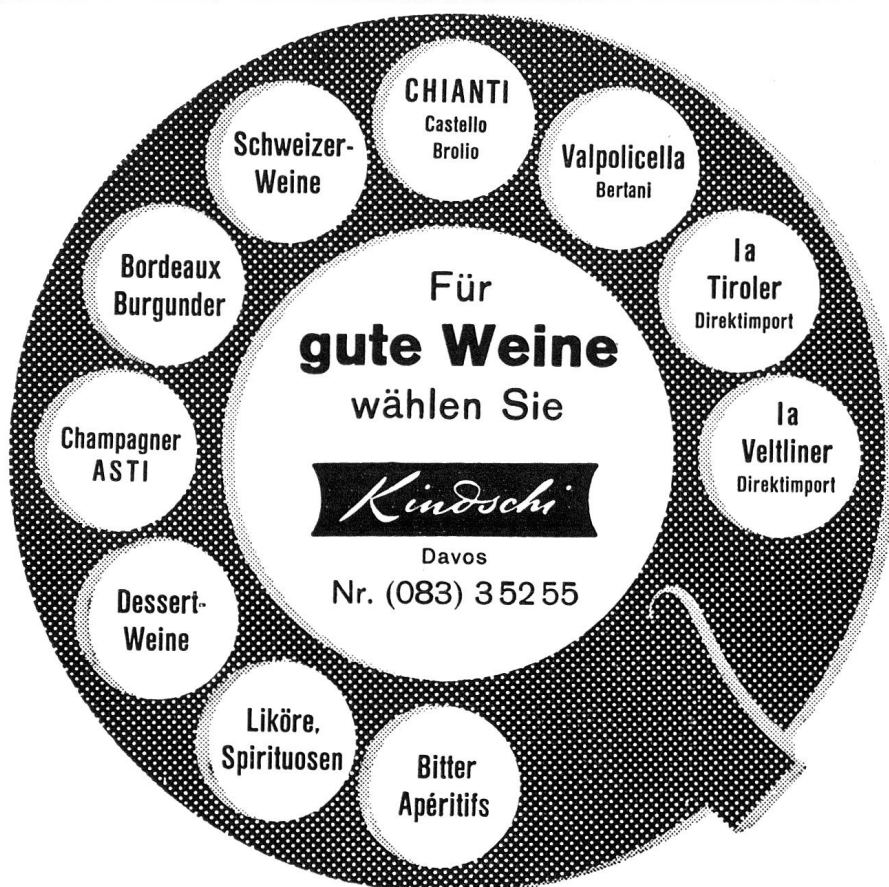 CHIANTI
Castello
Brolio
Valpolicella
Bertani
Ia
Tiroler
Direktimport
Ia
Veltliner
Direktimport
Schweizer-
Weine
Bordeaux
Burgunder
Champagner
ASTI
Dessert-
Weine
Liköre,
Spirituosen
Bitter
Apéritifs
Für
gute Weine
wählen Sie
Kindschi
Davos
Nr. (083) 3 52 55